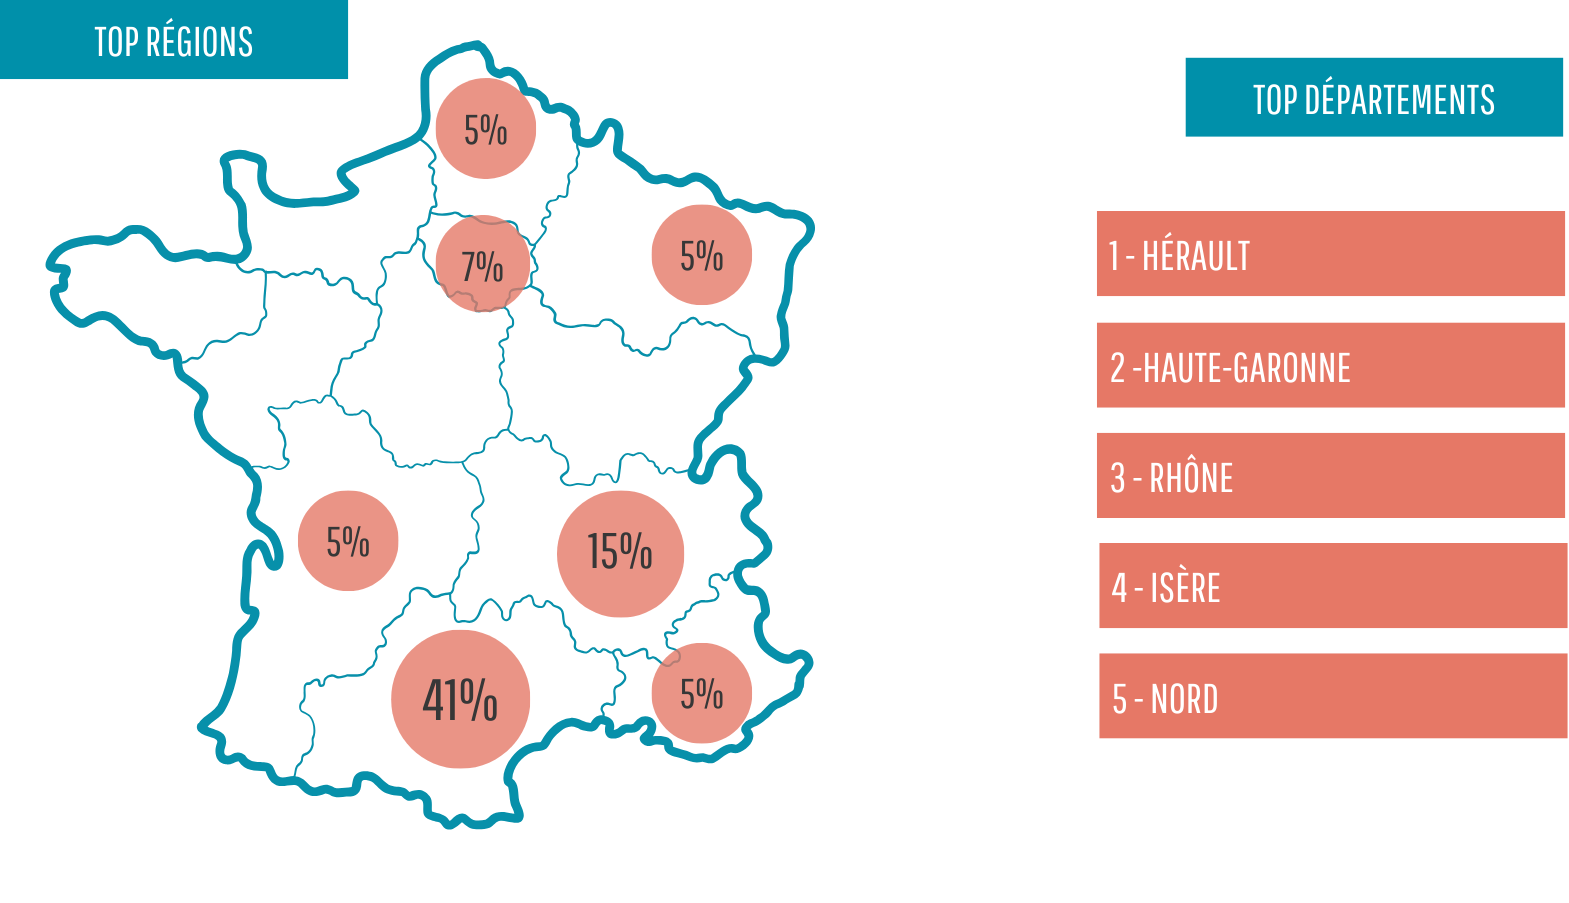 TOP RÉGIONS
5%
7%
5%
5%
15%
41%
5%
TOP DÉPARTEMENTS
1 - HÉRAULT
2 -HAUTE-GARONNE
3 - RHÔNE
4 - ISÈRE
5 - NORD